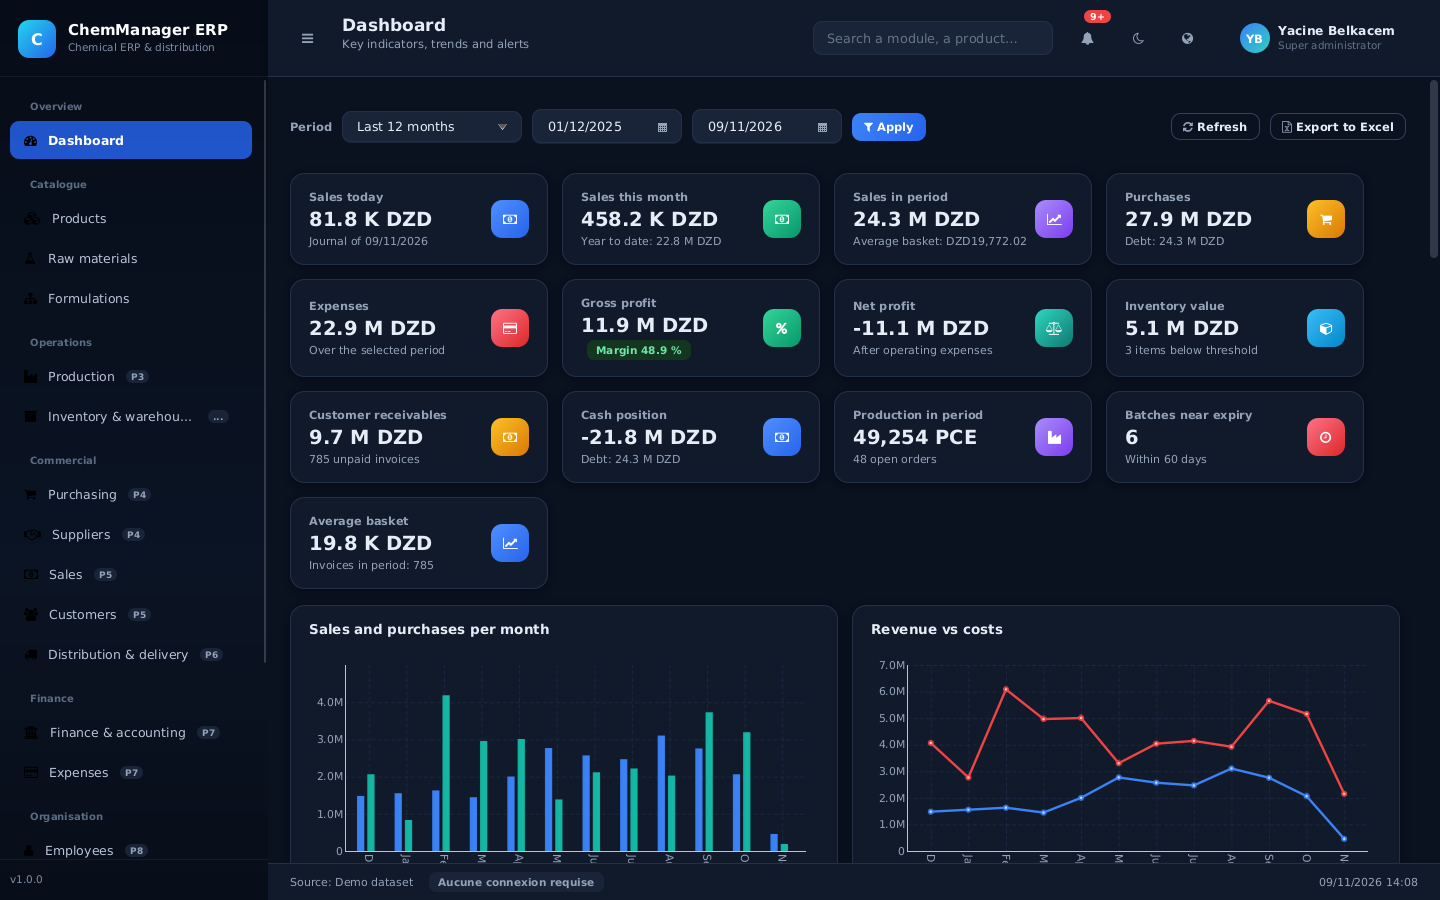 ChemManager ERP
Chemical ERP & distribution
C
Dashboard
Key indicators, trends and alerts
Search a module, a product...
9+
YB
Yacine Belkacem
Super administrator
Overview
Dashboard
Catalogue
Products
Raw materials
Formulations
Operations
Production P3
Inventory & warehou... ...
Commercial
Purchasing P4
Suppliers P4
Sales P5
Customers P5
Distribution & delivery P6
Finance
Finance & accounting P7
Expenses P7
Organisation
Employees P8
v1.0.0
Period
Last 12 months
01/12/2025
09/11/2026
Apply
Refresh
Export to Excel
Sales today
81.8 K DZD
Journal of 09/11/2026
Sales this month
458.2 K DZD
Year to date: 22.8 M DZD
Sales in period
24.3 M DZD
Average basket: DZD19,772.02
Purchases
27.9 M DZD
Debt: 24.3 M DZD
Expenses
22.9 M DZD
Over the selected period
Gross profit
11.9 M DZD
Margin 48.9 %
Net profit
-11.1 M DZD
After operating expenses
Inventory value
5.1 M DZD
3 items below threshold
Customer receivables
9.7 M DZD
785 unpaid invoices
Cash position
-21.8 M DZD
Debt: 24.3 M DZD
Production in period
49,254 PCE
48 open orders
Batches near expiry
6
Within 60 days
Average basket
19.8 K DZD
Invoices in period: 785
Sales and purchases per month
4.0M
3.0M
2.0M
1.0M
0
Revenue vs costs
7.0M
6.0M
5.0M
4.0M
3.0M
2.0M
1.0M
0
Source: Demo dataset
Aucune connexion requise
09/11/2026 14:08